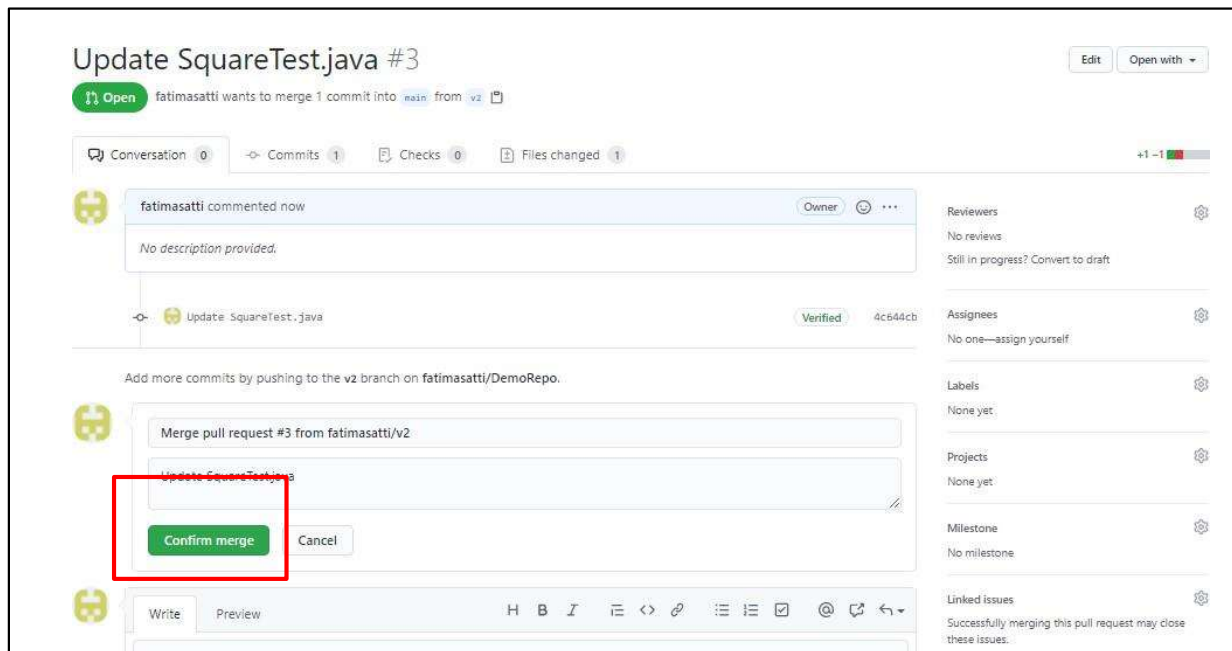 Update SquareTest.java #3
Edit Open with
Open fatimasatti wants to merge 1 commit into main from v2
Conversation 0 Commits 1 Checks 0 Files changed 1
+1 −1
fatimasatti commented now Owner
No description provided.
Update SquareTest.java Verified 4c644cb
Add more commits by pushing to the v2 branch on fatimasatti/DemoRepo.
Merge pull request #3 from fatimasatti/v2
Update SquareTest.java
Confirm merge Cancel
Write Preview
Reviewers
No reviews
Still in progress? Convert to draft
Assignees
No one—assign yourself
Labels
None yet
Projects
None yet
Milestone
No milestone
Linked issues
Successfully merging this pull request may close
these issues.